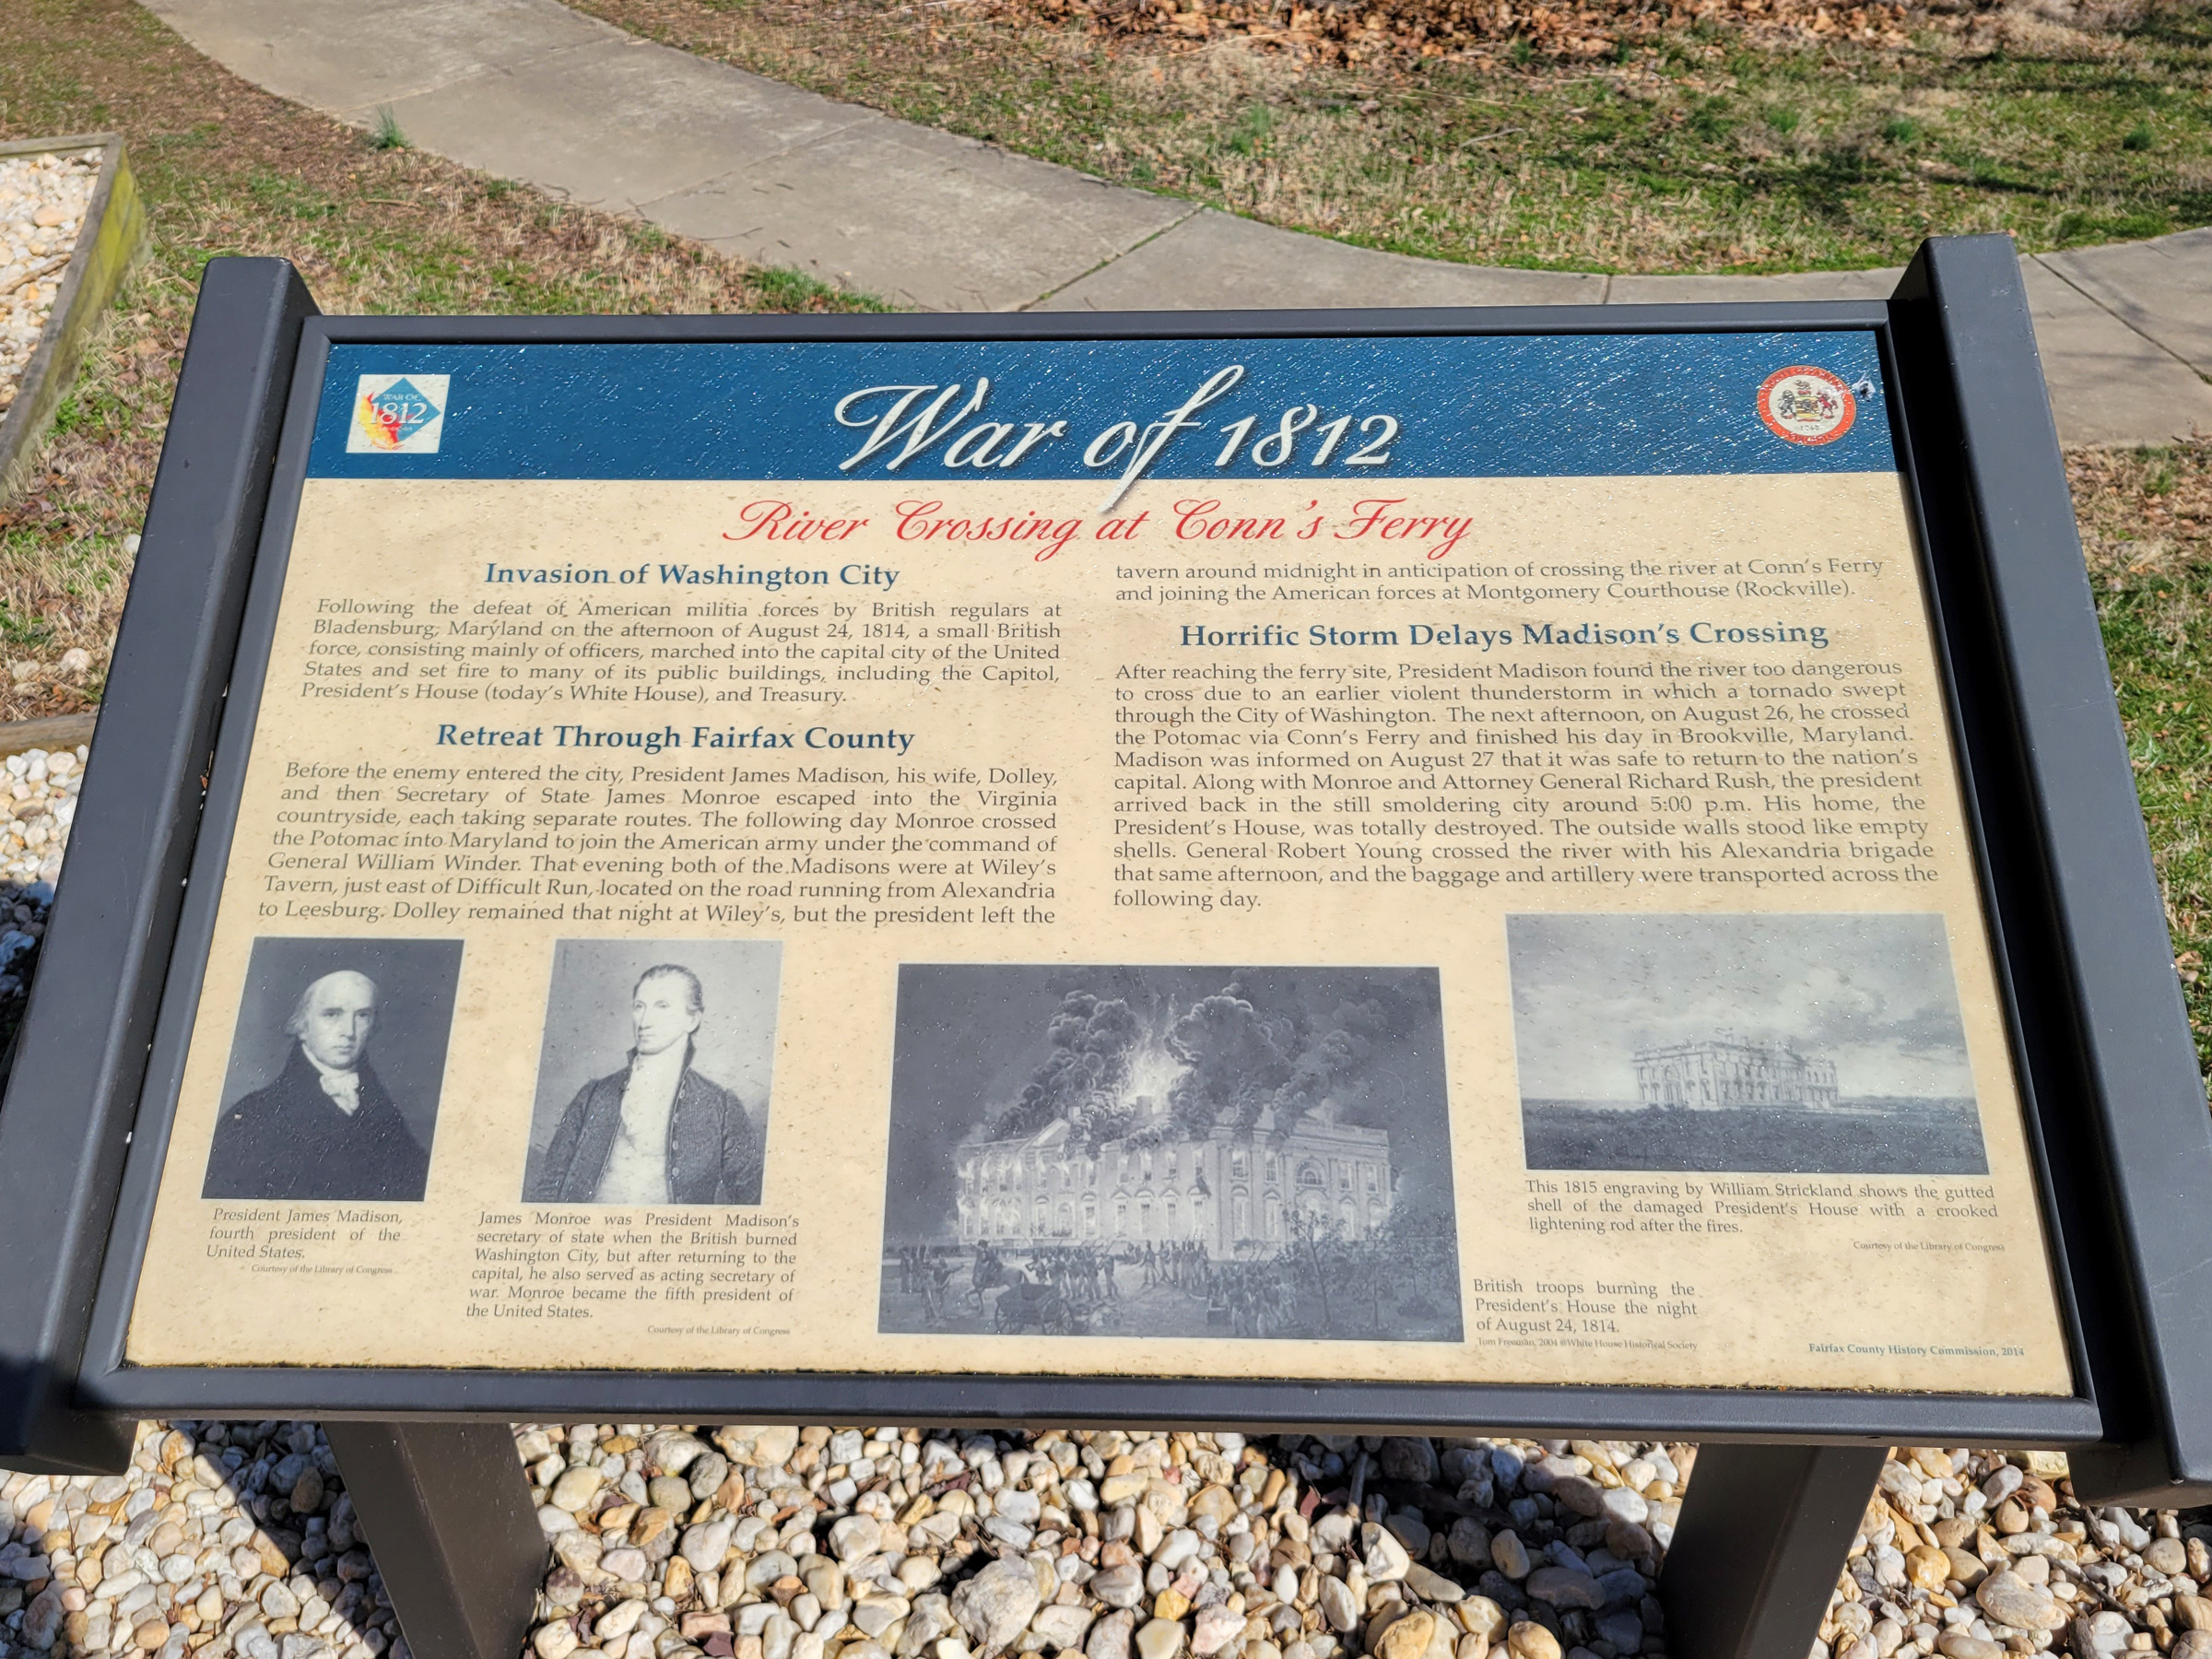 WAR OF
1812
War of 1812
River Crossing at Conn's Ferry
Invasion of Washington City
Following the defeat of American militia forces by British regulars at
Bladensburg, Maryland on the afternoon of August 24, 1814, a small British
force, consisting mainly of officers, marched into the capital city of the United
States and set fire to many of its public buildings, including the Capitol,
President's House (today's White House), and Treasury.
Retreat Through Fairfax County
Before the enemy entered the city, President James Madison, his wife, Dolley,
and then Secretary of State James Monroe escaped into the Virginia
countryside, each taking separate routes. The following day Monroe crossed
the Potomac into Maryland to join the American army under the command of
General William Winder. That evening both of the Madisons were at Wiley's
Tavern, just east of Difficult Run, located on the road running from Alexandria
to Leesburg. Dolley remained that night at Wiley's, but the president left the
tavern around midnight in anticipation of crossing the river at Conn's Ferry
and joining the American forces at Montgomery Courthouse (Rockville).
Horrific Storm Delays Madison's Crossing
After reaching the ferry site, President Madison found the river too dangerous
to cross due to an earlier violent thunderstorm in which a tornado swept
through the City of Washington. The next afternoon, on August 26, he crossed
the Potomac via Conn's Ferry and finished his day in Brookville, Maryland.
Madison was informed on August 27 that it was safe to return to the nation's
capital. Along with Monroe and Attorney General Richard Rush, the president
arrived back in the still smoldering city around 5:00 p.m. His home, the
President's House, was totally destroyed. The outside walls stood like empty
shells. General Robert Young crossed the river with his Alexandria brigade
that same afternoon, and the baggage and artillery were transported across the
following day.
President James Madison,
fourth president of the
United States.
Courtesy of the Library of Congress
James Monroe was President Madison's
secretary of state when the British burned
Washington City, but after returning to the
capital, he also served as acting secretary of
war. Monroe became the fifth president of
the United States.
Courtesy of the Library of Congress
British troops burning the
President's House the night
of August 24, 1814.
Tom Freeman, 2004 ©White House Historical Society
This 1815 engraving by William Strickland shows the gutted
shell of the damaged President's House with a crooked
lightening rod after the fires.
Courtesy of the Library of Congress
Fairfax County History Commission, 2014